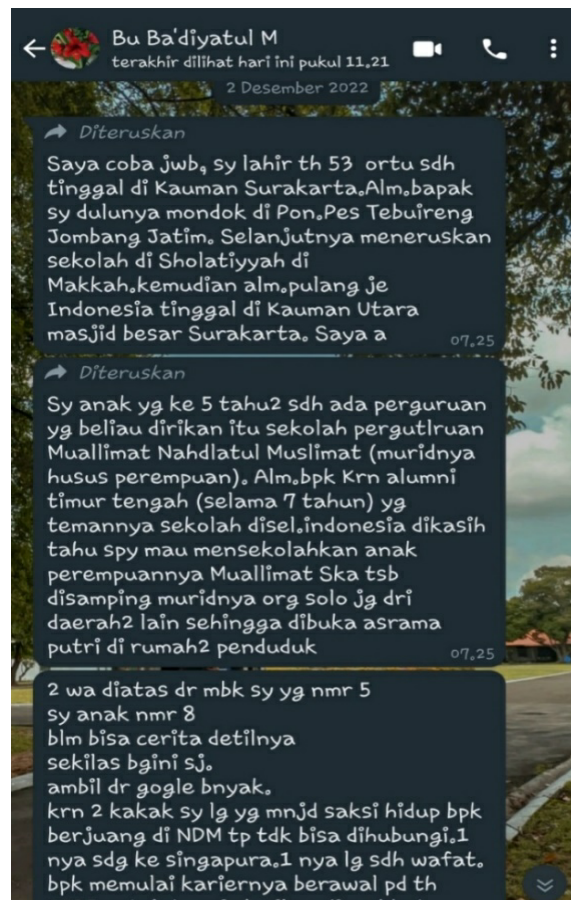 Bu Ba'diyatul M
terakhir dilihat hari ini pukul 11.21
2 Desember 2022
Diteruskan
Saya coba jwb, sy lahir th 53 ortu sdh
tinggal di Kauman Surakarta.Alm.bapak
sy dulunya mondok di Pon.Pes Tebuireng
Jombang Jatim. Selanjutnya meneruskan
sekolah di Sholatiyyah di
Makkah.kemudian alm.pulang je
Indonesia tinggal di Kauman Utara
masjid besar Surakarta. Saya a
07.25
Diteruskan
Sy anak yg ke 5 tahu2 sdh ada perguruan
yg beliau dirikan itu sekolah pergutlruan
Muallimat Nahdlatul Muslimat (muridnya
husus perempuan). Alm.bpk Krn alumni
timur tengah (selama 7 tahun) yg
temannya sekolah disel.indonesia dikasih
tahu spy mau mensekolahkan anak
perempuannya Muallimat Ska tsb
disamping muridnya org solo jg dri
daerah2 lain sehingga dibuka asrama
putri di rumah2 penduduk
07.25
2 wa diatas dr mbk sy yg nmr 5
sy anak nmr 8
blm bisa cerita detilnya
sekilas bgini sj.
ambil dr gogle bnyak.
krn 2 kakak sy lg yg mnjd saksi hidup bpk
berjuang di NDM tp tdk bisa dihubungi.1
nya sdg ke singapura.1 nya lg sdh wafat.
bpk memulai kariernya berawal pd th